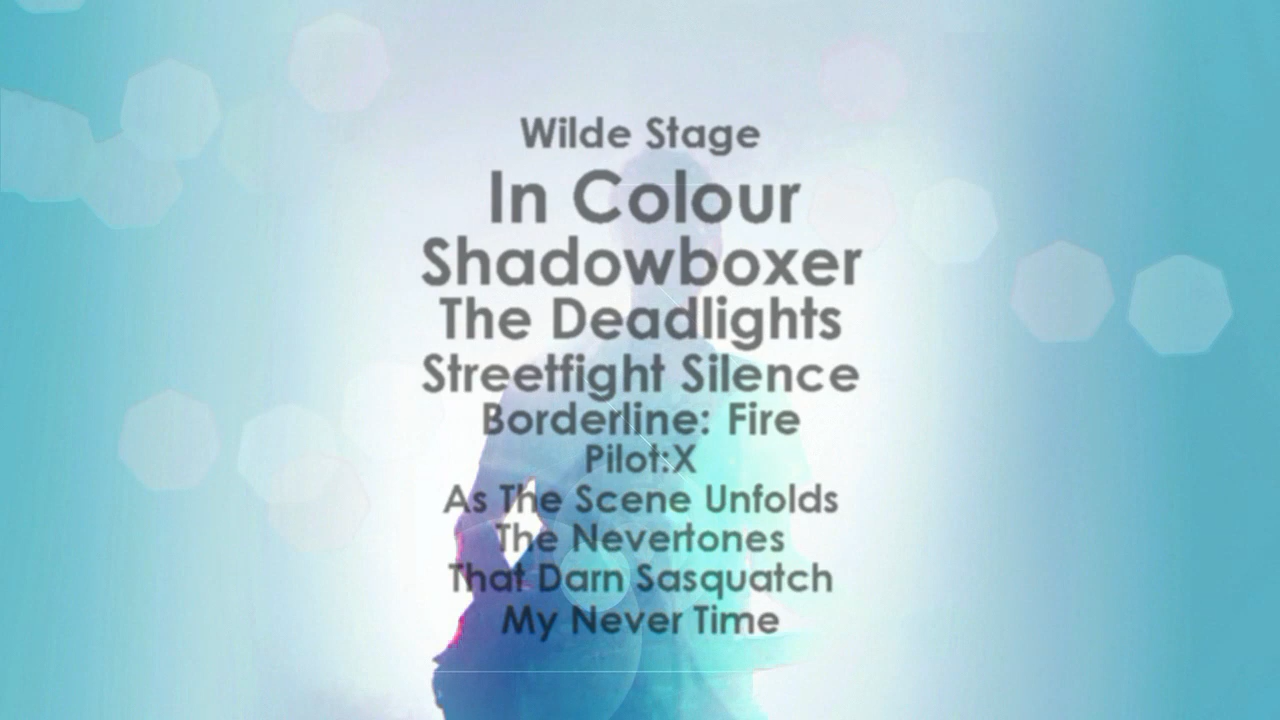 Wilde Stage
In Colour
Shadowboxer
The Deadlights
Streetfight Silence
Borderline: Fire
Pilot:X
As The Scene Unfolds
The Nevertones
That Darn Sasquatch
My Never Time